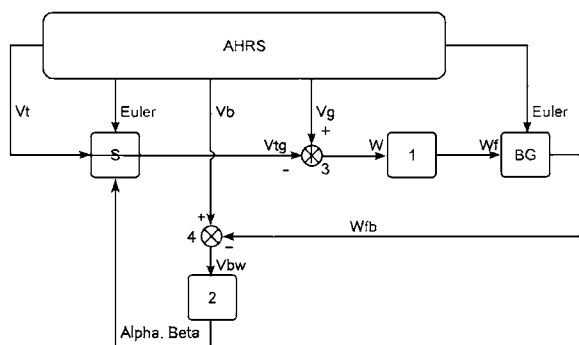 AHRS
Vt
Euler
Vb
Vg
Euler
+
S
Vtg
-
3
W
1
Wf
BG
+
4
-
Wfb
Vbw
2
Alpha. Beta